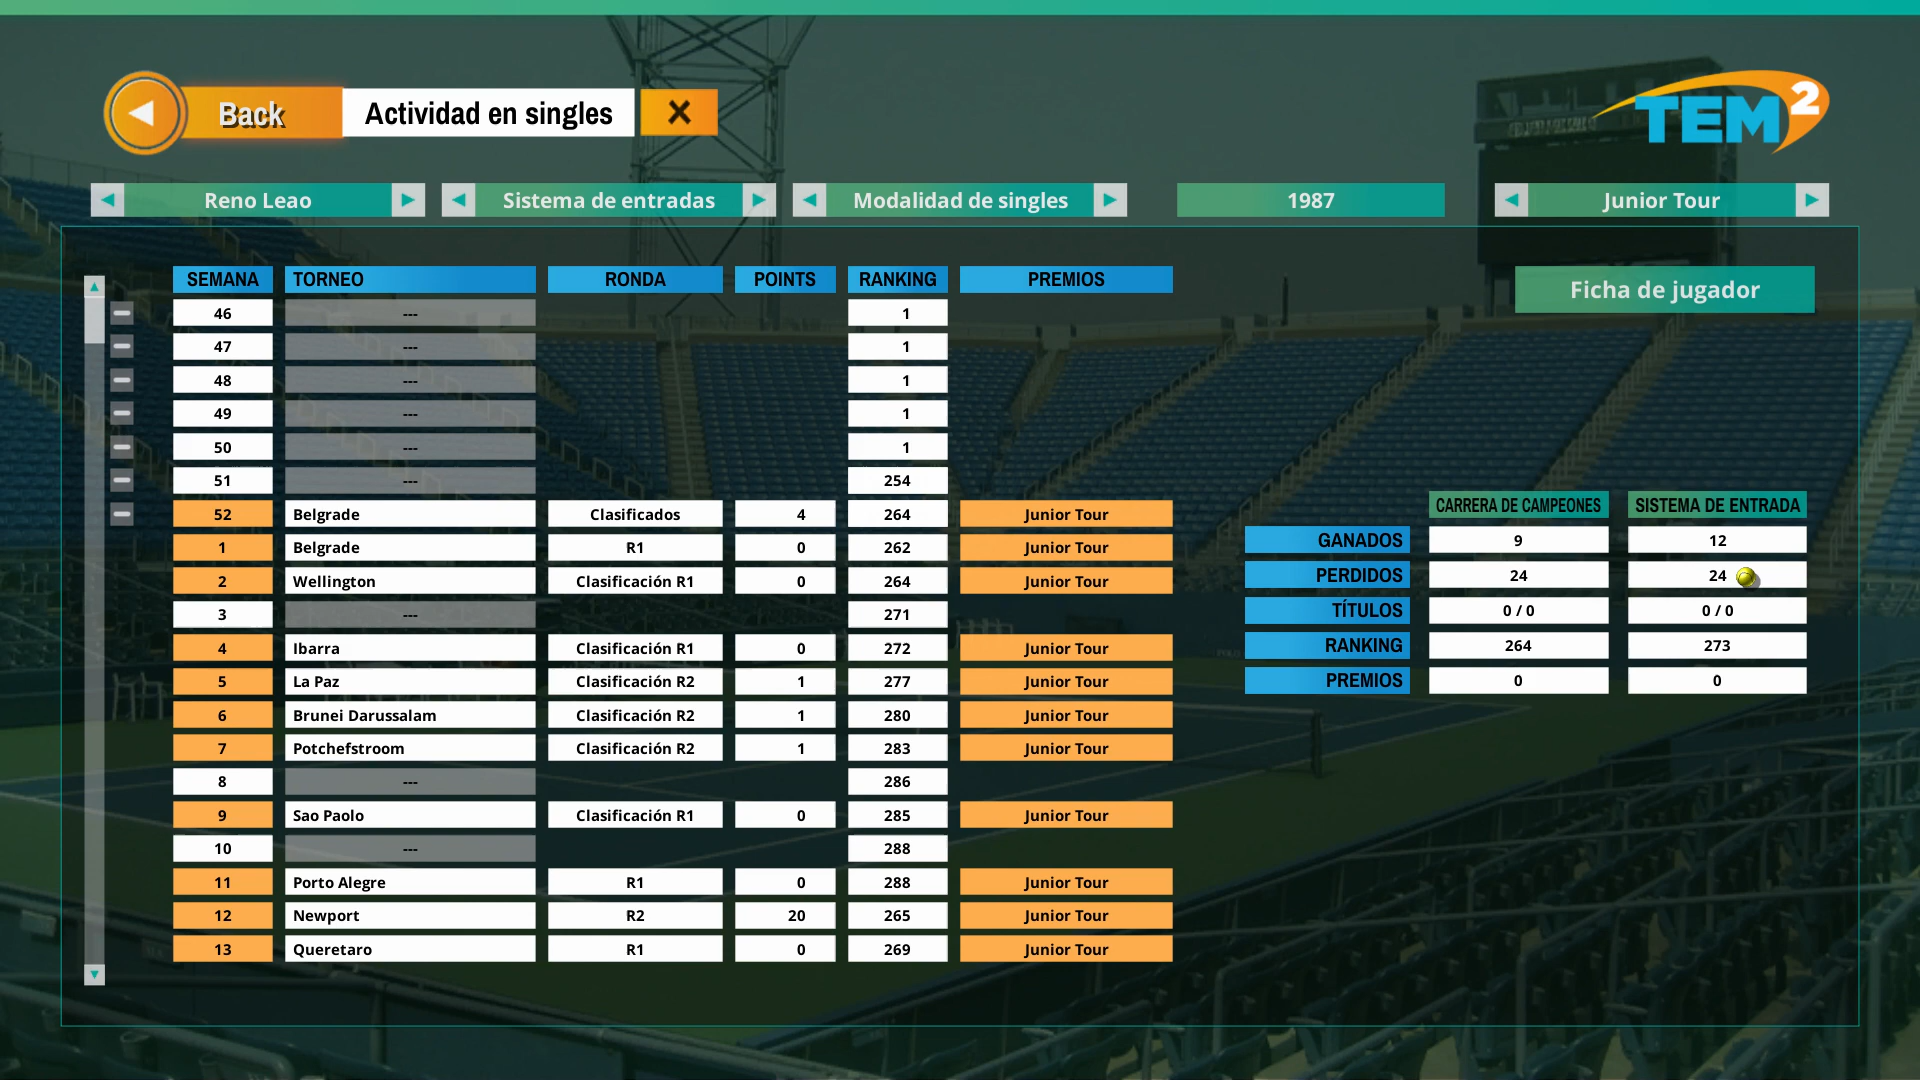 Back
Actividad en singles
TEM2
Reno Leao
Sistema de entradas
Modalidad de singles
1987
Junior Tour
SEMANA TORNEO RONDA POINTS RANKING PREMIOS
Ficha de jugador
46 --- 1
47 --- 1
48 --- 1
49 --- 1
50 --- 1
51 --- 254
52 Belgrade Clasificados 4 264 Junior Tour
1 Belgrade R1 0 262 Junior Tour
2 Wellington Clasificación R1 0 264 Junior Tour
3 --- 271
4 Ibarra Clasificación R1 0 272 Junior Tour
5 La Paz Clasificación R2 1 277 Junior Tour
6 Brunei Darussalam Clasificación R2 1 280 Junior Tour
7 Potchefstroom Clasificación R2 1 283 Junior Tour
8 --- 286
9 Sao Paolo Clasificación R1 0 285 Junior Tour
10 --- 288
11 Porto Alegre R1 0 288 Junior Tour
12 Newport R2 20 265 Junior Tour
13 Queretaro R1 0 269 Junior Tour
CARRERA DE CAMPEONES SISTEMA DE ENTRADA
GANADOS 9 12
PERDIDOS 24 24
TÍTULOS 0 / 0 0 / 0
RANKING 264 273
PREMIOS 0 0